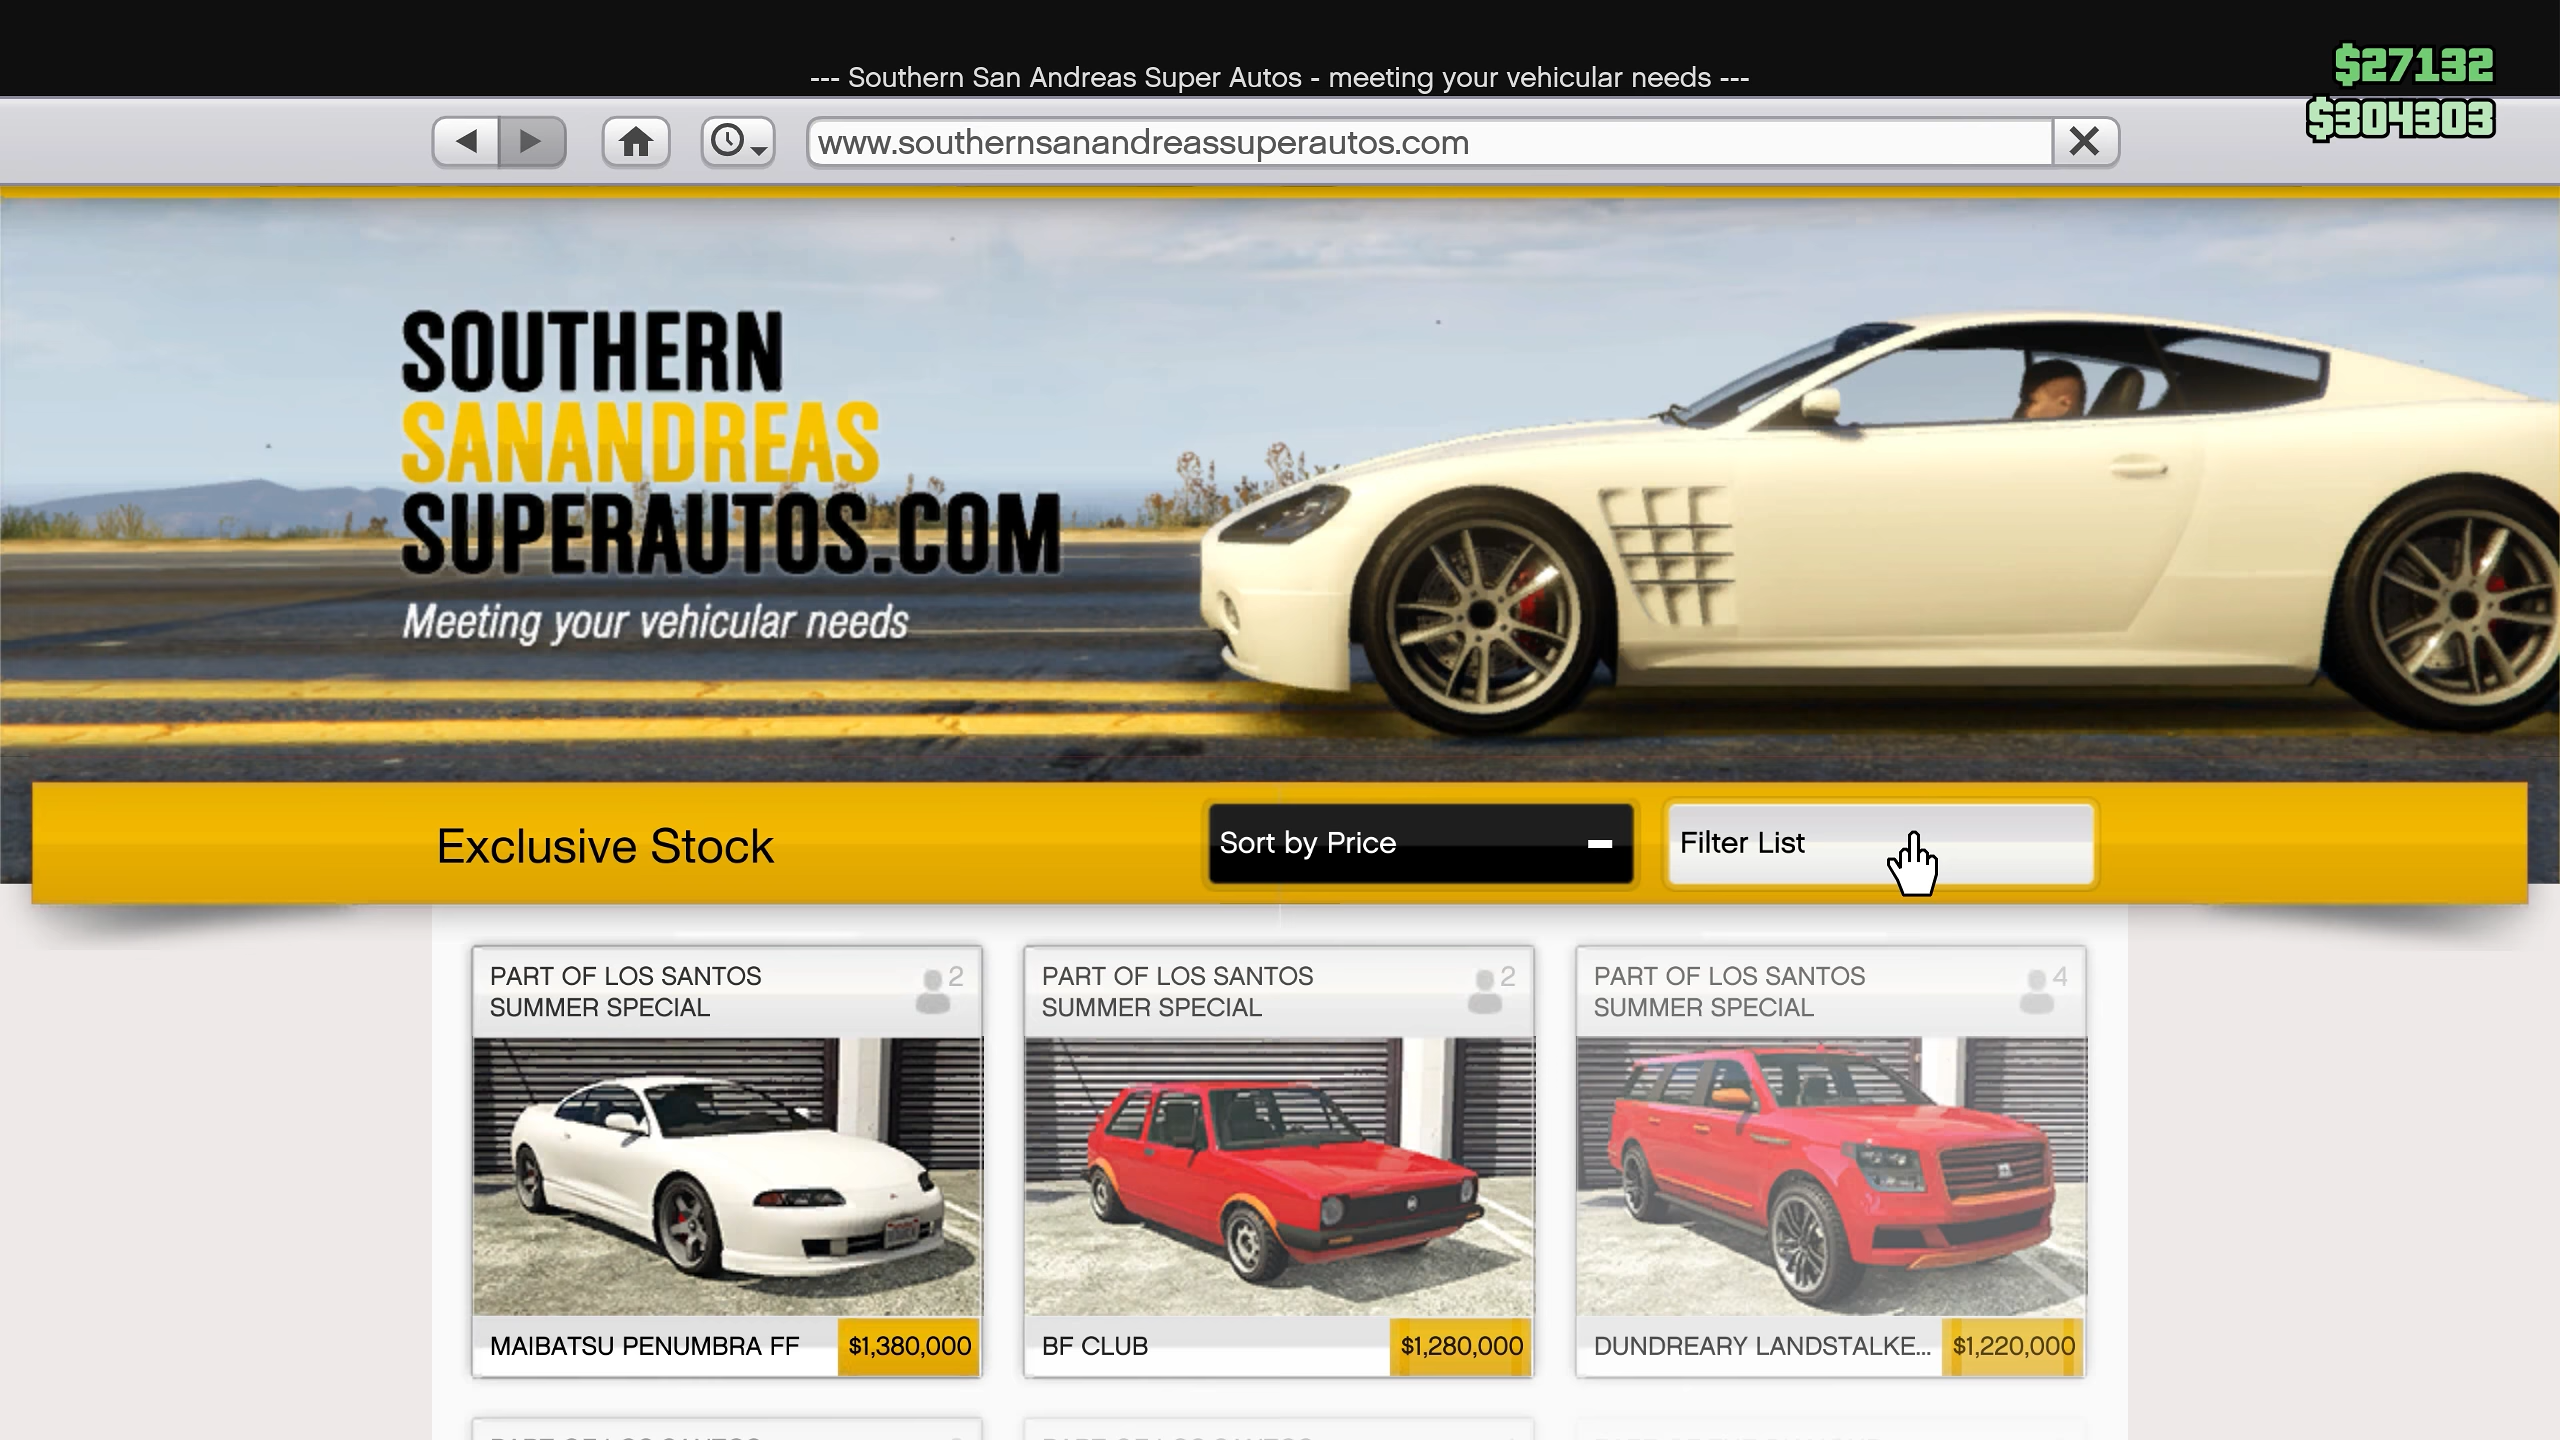 --- Southern San Andreas Super Autos - meeting your vehicular needs ---
$27132
$304303
www.southernsanandreassuperautos.com
SOUTHERN
SANANDREAS
SUPERAUTOS.COM
Meeting your vehicular needs
Exclusive Stock
Sort by Price
Filter List
PART OF LOS SANTOS
SUMMER SPECIAL
2
MAIBATSU PENUMBRA FF
$1,380,000
PART OF LOS SANTOS
SUMMER SPECIAL
2
BF CLUB
$1,280,000
PART OF LOS SANTOS
SUMMER SPECIAL
4
DUNDREARY LANDSTALKE...
$1,220,000